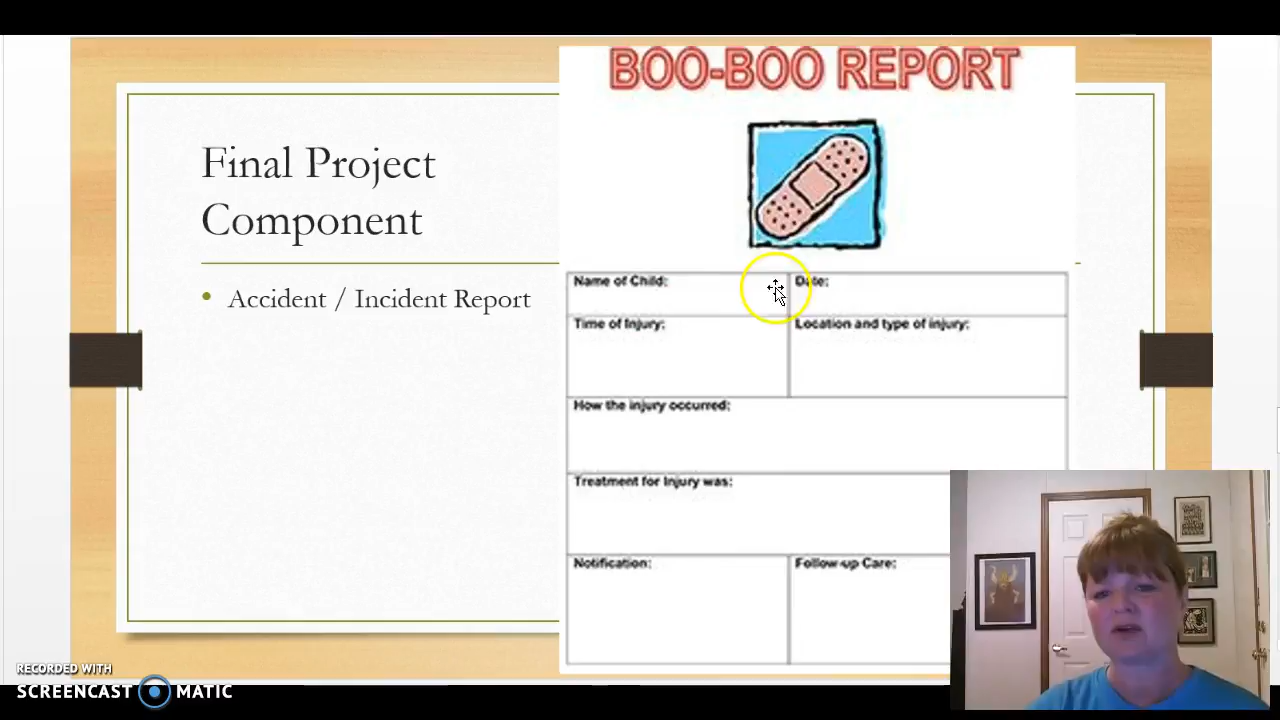 BOO-BOO REPORT
Final Project
Component
• Accident / Incident Report
Name of Child:
Date:
Time of Injury:
Location and type of injury:
How the injury occurred:
Treatment for Injury was:
Notification:
Follow-up Care:
RECORDED WITH
SCREENCAST MATIC